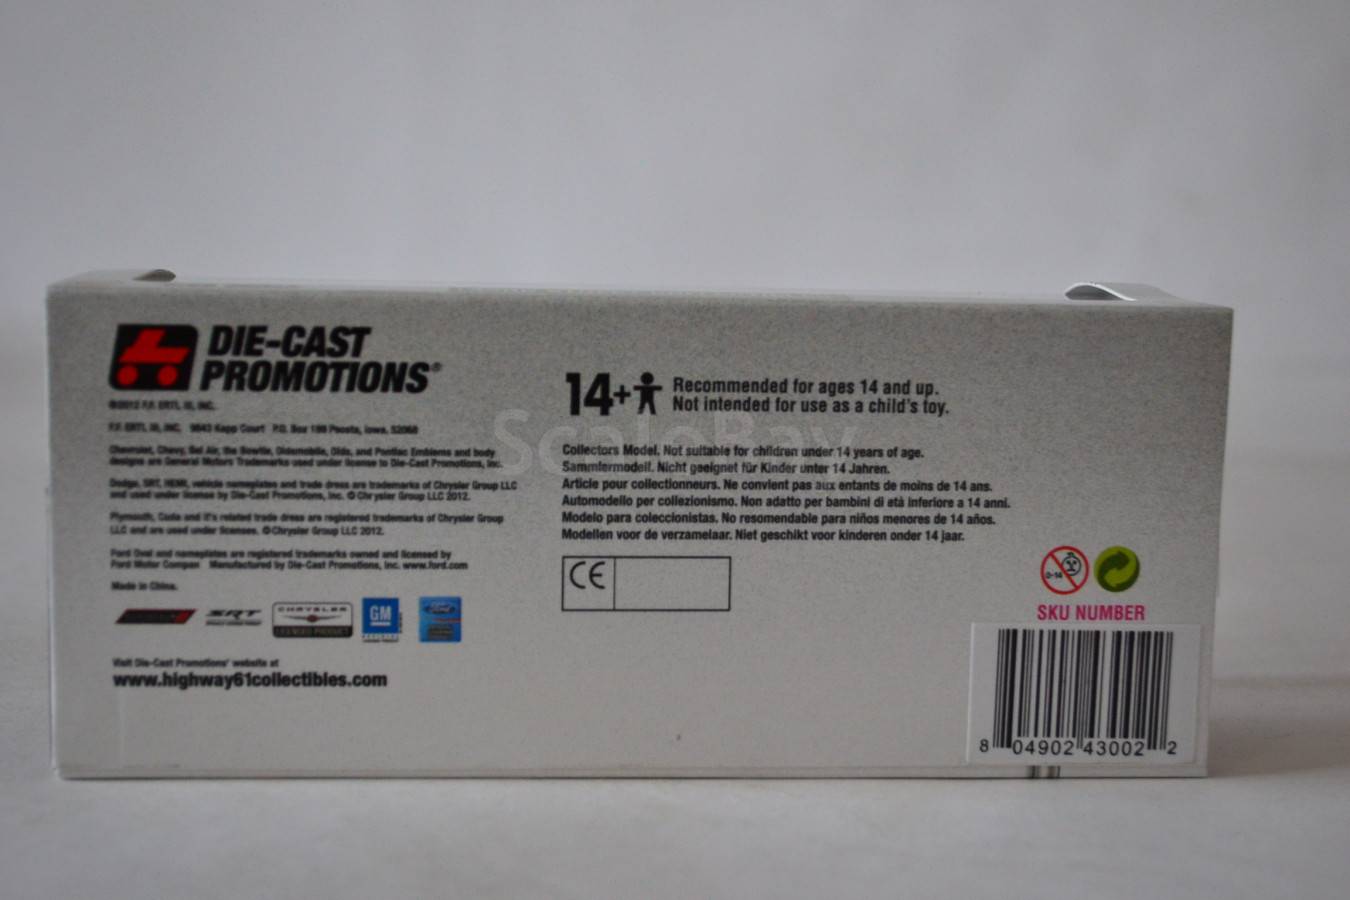 DIE-CAST
PROMOTIONS®
©2012 F.F. ERTL III, INC.
F.F. ERTL III, INC. 9843 Kapp Court P.O. Box 199 Peosta, Iowa, 52068
Chevrolet, Chevy, Bel Air, the Bowtie, Oldsmobile, Olds, and Pontiac Emblems and body
designs are General Motors Trademarks used under license to Die-Cast Promotions, Inc.
Dodge, SRT, HEMI, vehicle nameplates and trade dress are trademarks of Chrysler Group LLC
and used under license by Die-Cast Promotions, Inc. © Chrysler Group LLC 2012.
Plymouth, Cuda and it's related trade dress are registered trademarks of Chrysler Group
LLC and are used under licenses. ©Chrysler Group LLC 2012.
Ford Oval and nameplates are registered trademarks owned and licensed by
Ford Motor Compan Manufactured by Die-Cast Promotions, Inc. www.ford.com
Made in China.
SRT
CHRYSLER
LICENSED PRODUCT
GM
Ford
Visit Die-Cast Promotions' website at
www.highway61collectibles.com
14+
Recommended for ages 14 and up.
Not intended for use as a child's toy.
ScaleBay
Collectors Model. Not suitable for children under 14 years of age.
Sammlermodell. Nicht geeignet für Kinder unter 14 Jahren.
Article pour collectionneurs. Ne convient pas aux entants de moins de 14 ans.
Automodello per collezionismo. Non adatto per bambini di età inferiore a 14 anni.
Modelo para coleccionistas. No resomendable para niños menores de 14 años.
Modellen voor de verzamelaar. Niet geschikt voor kinderen onder 14 jaar.
CE
0-14
SKU NUMBER
8 04902 43002 2